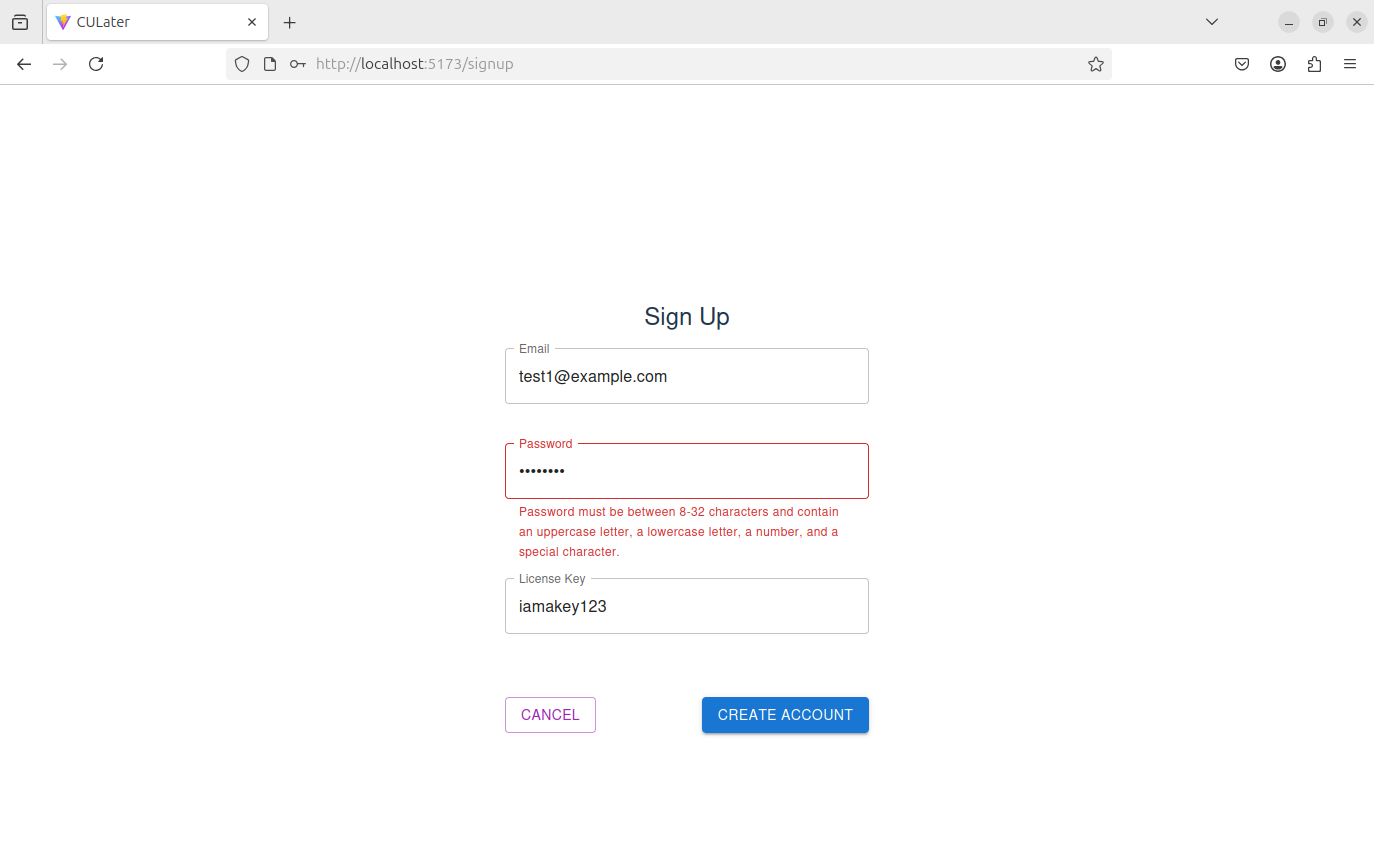 CULater
http://localhost:5173/signup
Sign Up
Email
test1@example.com
Password
••••••••
Password must be between 8-32 characters and contain
an uppercase letter, a lowercase letter, a number, and a
special character.
License Key
iamakey123
CANCEL
CREATE ACCOUNT